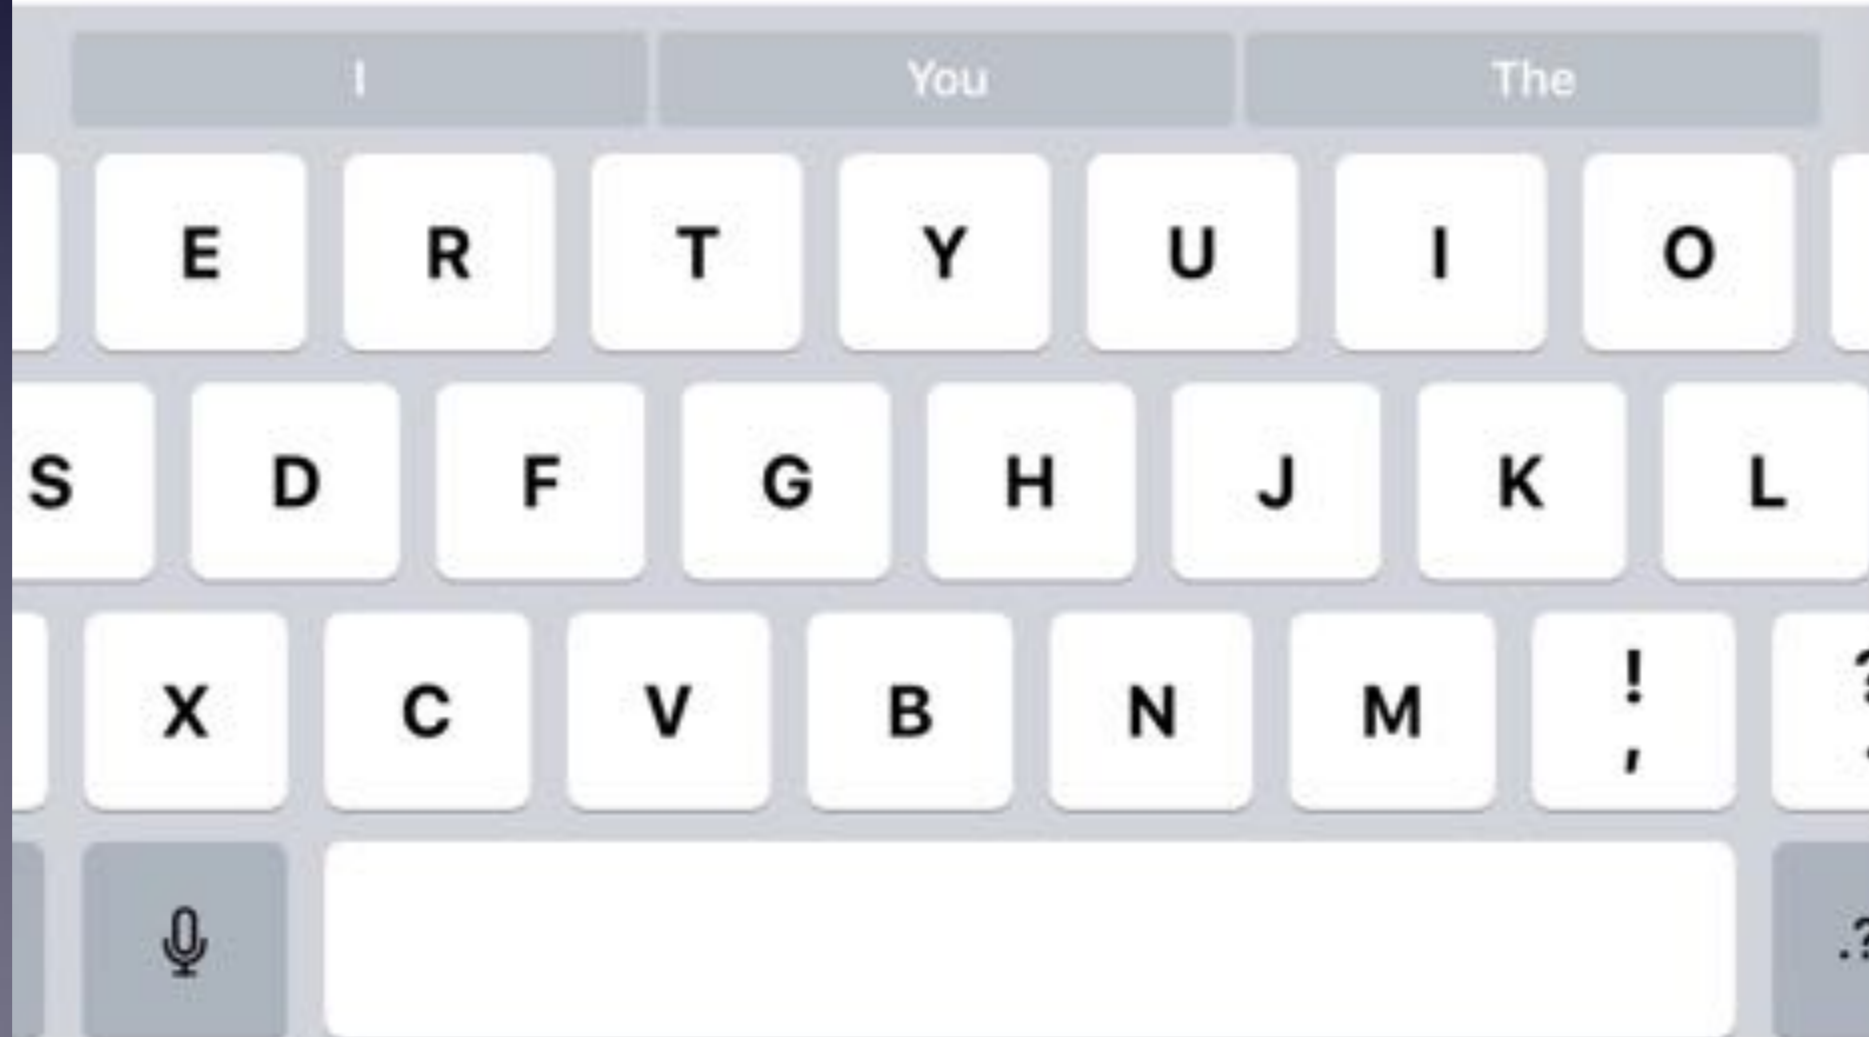 I You The
E R T Y U I O
S D F G H J K L
X C V B N M ! ?
,
.?